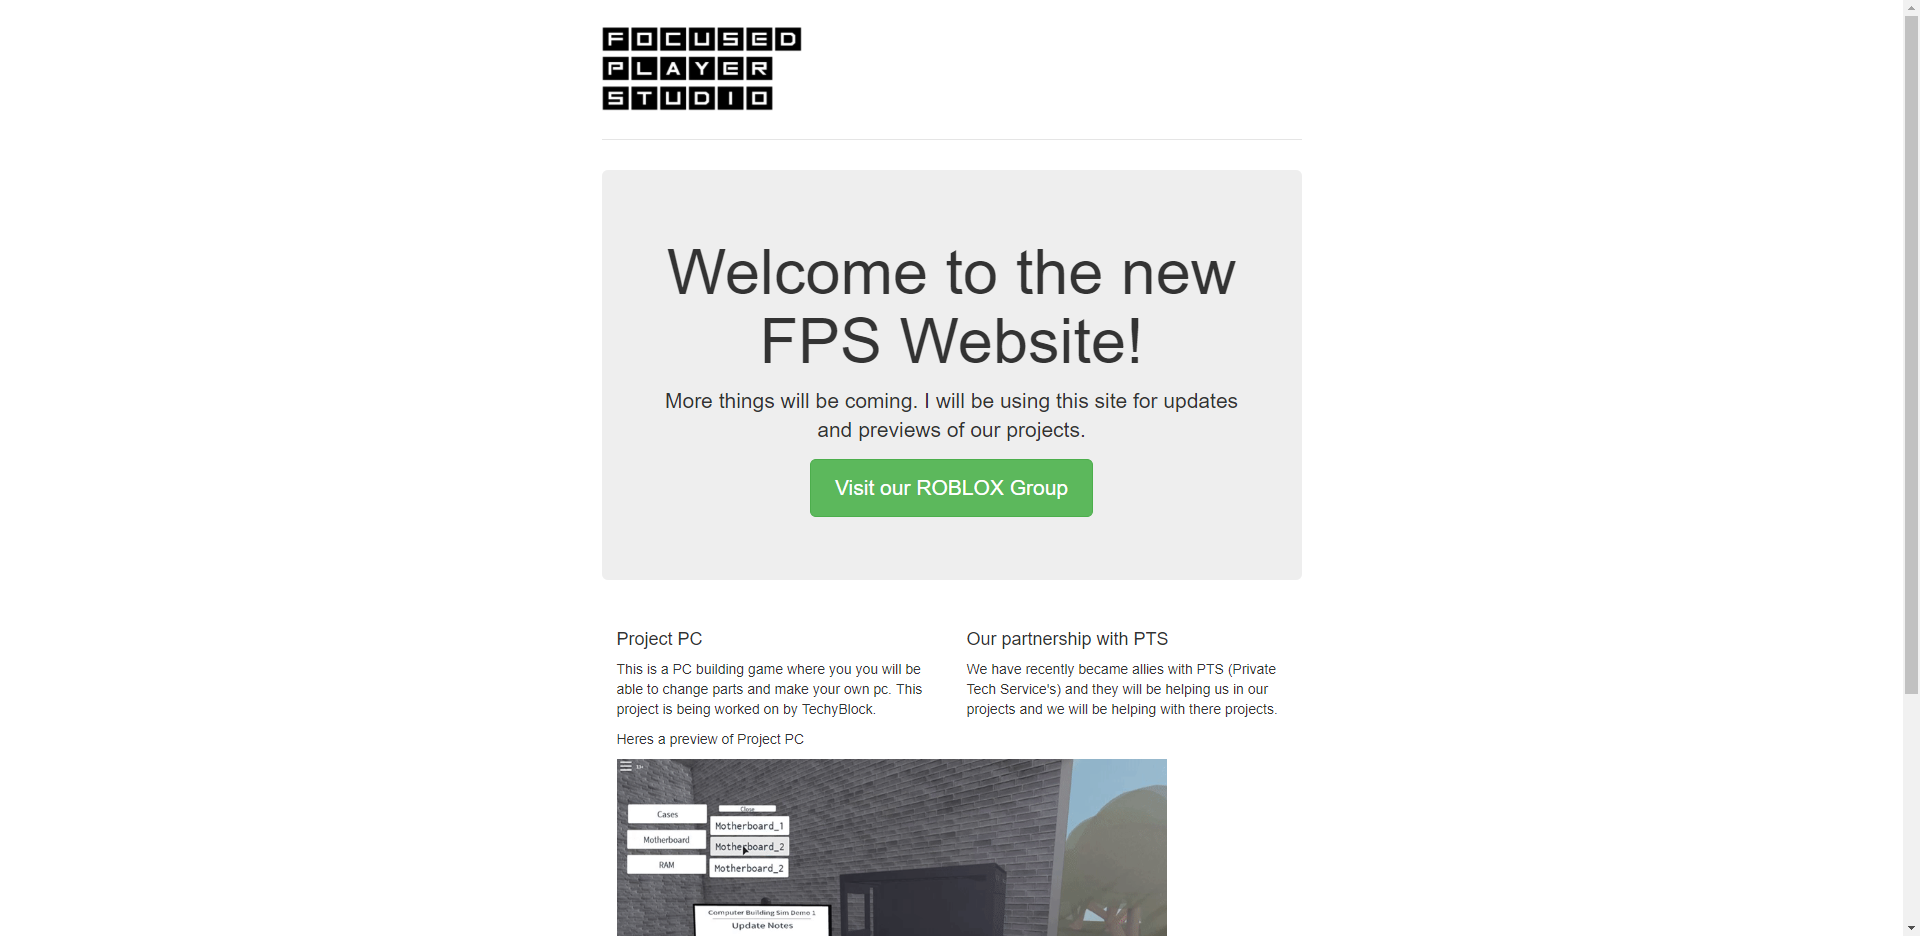 FOCUSED
PLAYER
STUDIO
Welcome to the new
FPS Website!
More things will be coming. I will be using this site for updates
and previews of our projects.
Visit our ROBLOX Group
Project PC
This is a PC building game where you you will be
able to change parts and make your own pc. This
project is being worked on by TechyBlock.
Heres a preview of Project PC
Our partnership with PTS
We have recently became allies with PTS (Private
Tech Service's) and they will be helping us in our
projects and we will be helping with there projects.
Cases
Motherboard
RAM
Close
Motherboard_1
Motherboard_2
Motherboard_2
Computer Building Sim Demo 1
Update Notes